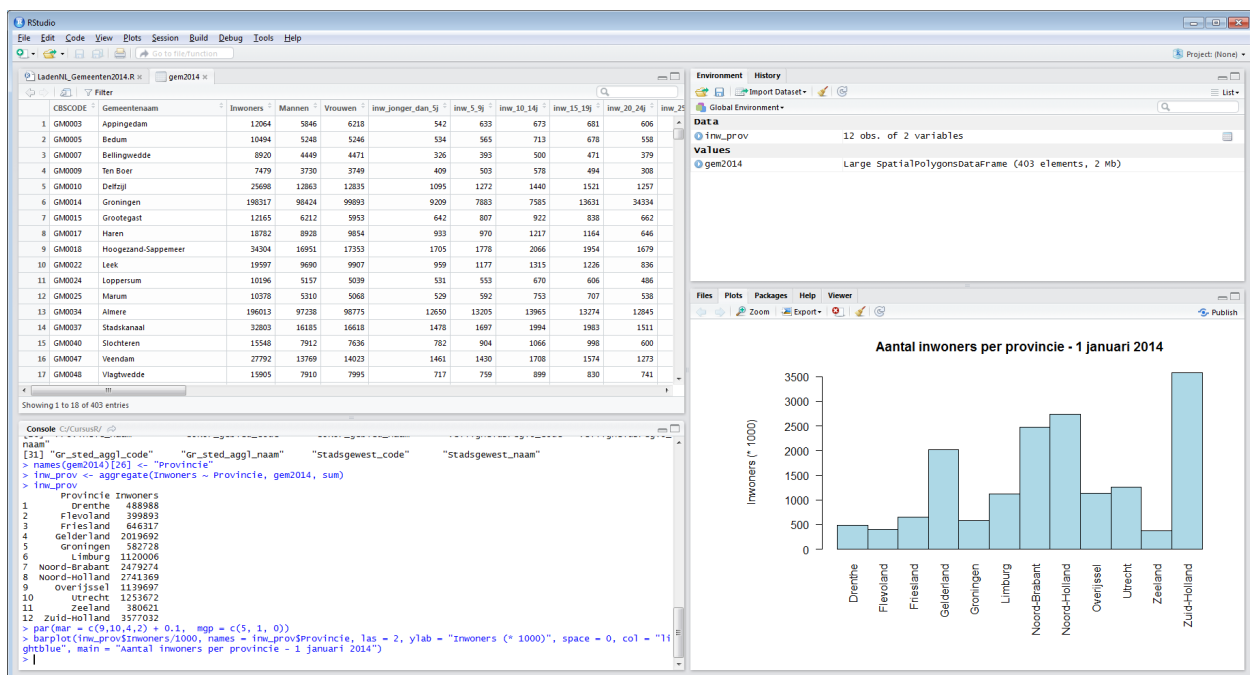 RStudio
File Edit Code View Plots Session Build Debug Tools Help
Go to file/function
Project: (None)
LadenNL_Gemeenten2014.R × gem2014 ×
Filter
CBSCODE Gemeentenaam Inwoners Mannen Vrouwen inw_jonger_dan_5j inw_5_9j inw_10_14j inw_15_19j inw_20_24j inw_25
1 GM0003 Appingedam 12064 5846 6218 542 633 673 681 606
2 GM0005 Bedum 10494 5248 5246 534 565 713 678 558
3 GM0007 Bellingwedde 8920 4449 4471 326 393 500 471 379
4 GM0009 Ten Boer 7479 3730 3749 409 503 578 494 308
5 GM0010 Delfzijl 25698 12863 12835 1095 1272 1440 1521 1257
6 GM0014 Groningen 198317 98424 99893 9209 7883 7585 13631 34334
7 GM0015 Grootegast 12165 6212 5953 642 807 922 838 662
8 GM0017 Haren 18782 8928 9854 933 970 1217 1164 646
9 GM0018 Hoogezand-Sappemeer 34304 16951 17353 1705 1778 2066 1954 1679
10 GM0022 Leek 19597 9690 9907 959 1177 1315 1226 836
11 GM0024 Loppersum 10196 5157 5039 531 553 670 606 486
12 GM0025 Marum 10378 5310 5068 529 592 753 707 538
13 GM0034 Almere 196013 97238 98775 12650 13205 13965 13274 12845
14 GM0037 Stadskanaal 32803 16185 16618 1478 1697 1994 1983 1511
15 GM0040 Slochteren 15548 7912 7636 782 904 1066 998 600
16 GM0047 Veendam 27792 13769 14023 1461 1430 1708 1574 1273
17 GM0048 Vlagtwedde 15905 7910 7995 717 759 899 830 741
Showing 1 to 18 of 403 entries
Console C:/CursusR/
naam"
[31] "Gr_sted_aggl_code" "Gr_sted_aggl_naam" "Stadsgewest_code" "Stadsgewest_naam"
> names(gem2014)[26] <- "Provincie"
> inw_prov <- aggregate(Inwoners ~ Provincie, gem2014, sum)
> inw_prov
Provincie Inwoners
1 Drenthe 488988
2 Flevoland 399893
3 Friesland 646317
4 Gelderland 2019692
5 Groningen 582728
6 Limburg 1120006
7 Noord-Brabant 2479274
8 Noord-Holland 2741369
9 Overijssel 1139697
10 Utrecht 1253672
11 Zeeland 380621
12 Zuid-Holland 3577032
> par(mar = c(9,10,4,2) + 0.1, mgp = c(5, 1, 0))
> barplot(inw_prov$Inwoners/1000, names = inw_prov$Provincie, las = 2, ylab = "Inwoners (* 1000)", space = 0, col = "li
ghtblue", main = "Aantal inwoners per provincie - 1 januari 2014")
>
Environment History
Import Dataset
List
Global Environment
Data
inw_prov 12 obs. of 2 variables
Values
gem2014 Large SpatialPolygonsDataFrame (403 elements, 2 Mb)
Files Plots Packages Help Viewer
Zoom Export Publish
Aantal inwoners per provincie - 1 januari 2014
Inwoners (* 1000)
3500
3000
2500
2000
1500
1000
500
0
Drenthe
Flevoland
Friesland
Gelderland
Groningen
Limburg
Noord-Brabant
Noord-Holland
Overijssel
Utrecht
Zeeland
Zuid-Holland